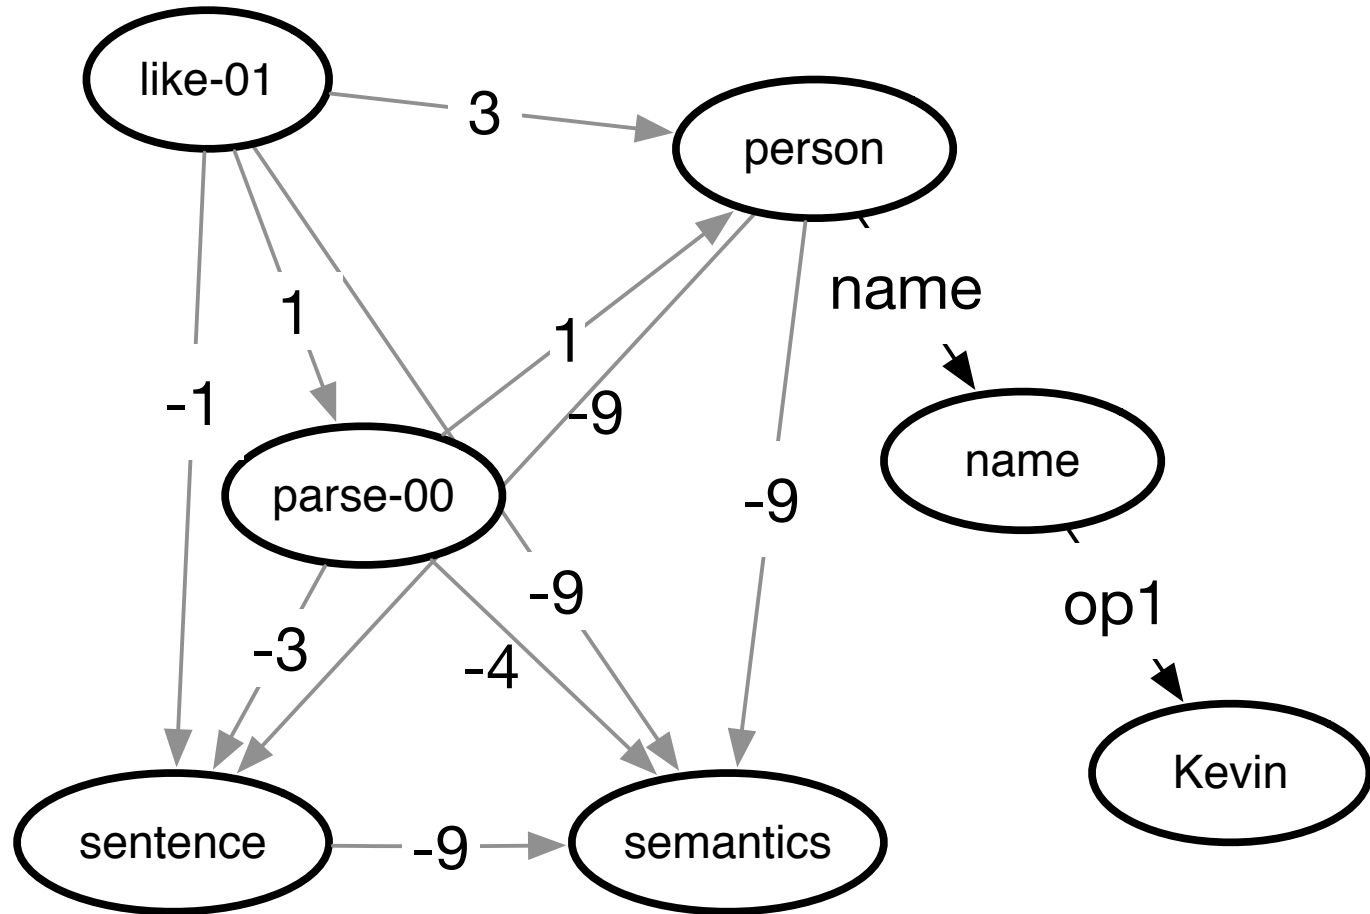 like-01
3
person
name
1
1
-1
-9
name
parse-00
-9
-9
op1
-3
-4
Kevin
sentence
-9
semantics